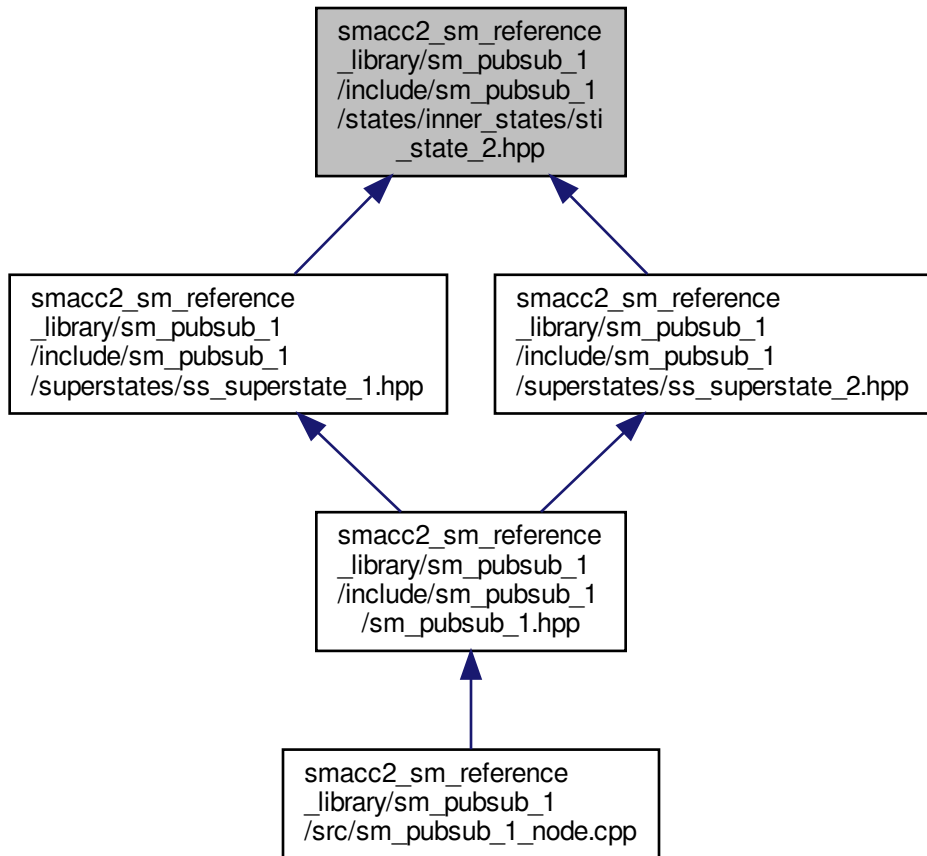 smacc2_sm_reference
_library/sm_pubsub_1
/include/sm_pubsub_1
/states/inner_states/sti
_state_2.hpp
smacc2_sm_reference
_library/sm_pubsub_1
/include/sm_pubsub_1
/superstates/ss_superstate_1.hpp
smacc2_sm_reference
_library/sm_pubsub_1
/include/sm_pubsub_1
/superstates/ss_superstate_2.hpp
smacc2_sm_reference
_library/sm_pubsub_1
/include/sm_pubsub_1
/sm_pubsub_1.hpp
smacc2_sm_reference
_library/sm_pubsub_1
/src/sm_pubsub_1_node.cpp